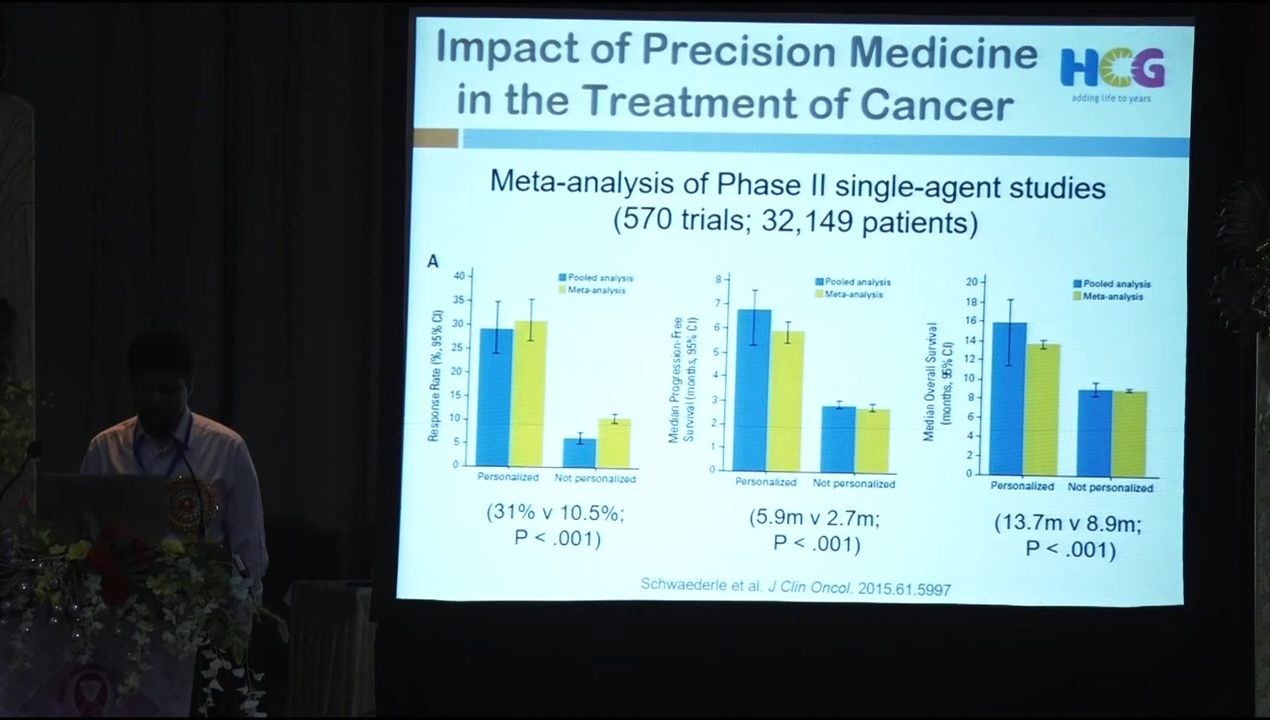 Impact of Precision Medicine
in the Treatment of Cancer
HCG
adding life to years
Meta-analysis of Phase II single-agent studies
(570 trials; 32,149 patients)
A
Response Rate (%, 95% CI)
40
35
30
25
20
15
10
5
0
Pooled analysis
Meta-analysis
Personalized
Not personalized
(31% v 10.5%;
P < .001)
Median Progression-Free
Survival (months, 95% CI)
8
7
6
5
4
3
2
1
0
Pooled analysis
Meta-analysis
Personalized
Not personalized
(5.9m v 2.7m;
P < .001)
Median Overall Survival
(months, 95% CI)
20
18
16
14
12
10
8
6
4
2
0
Pooled analysis
Meta-analysis
Personalized
Not personalized
(13.7m v 8.9m;
P < .001)
Schwaederle et al. J Clin Oncol. 2015.61.5997